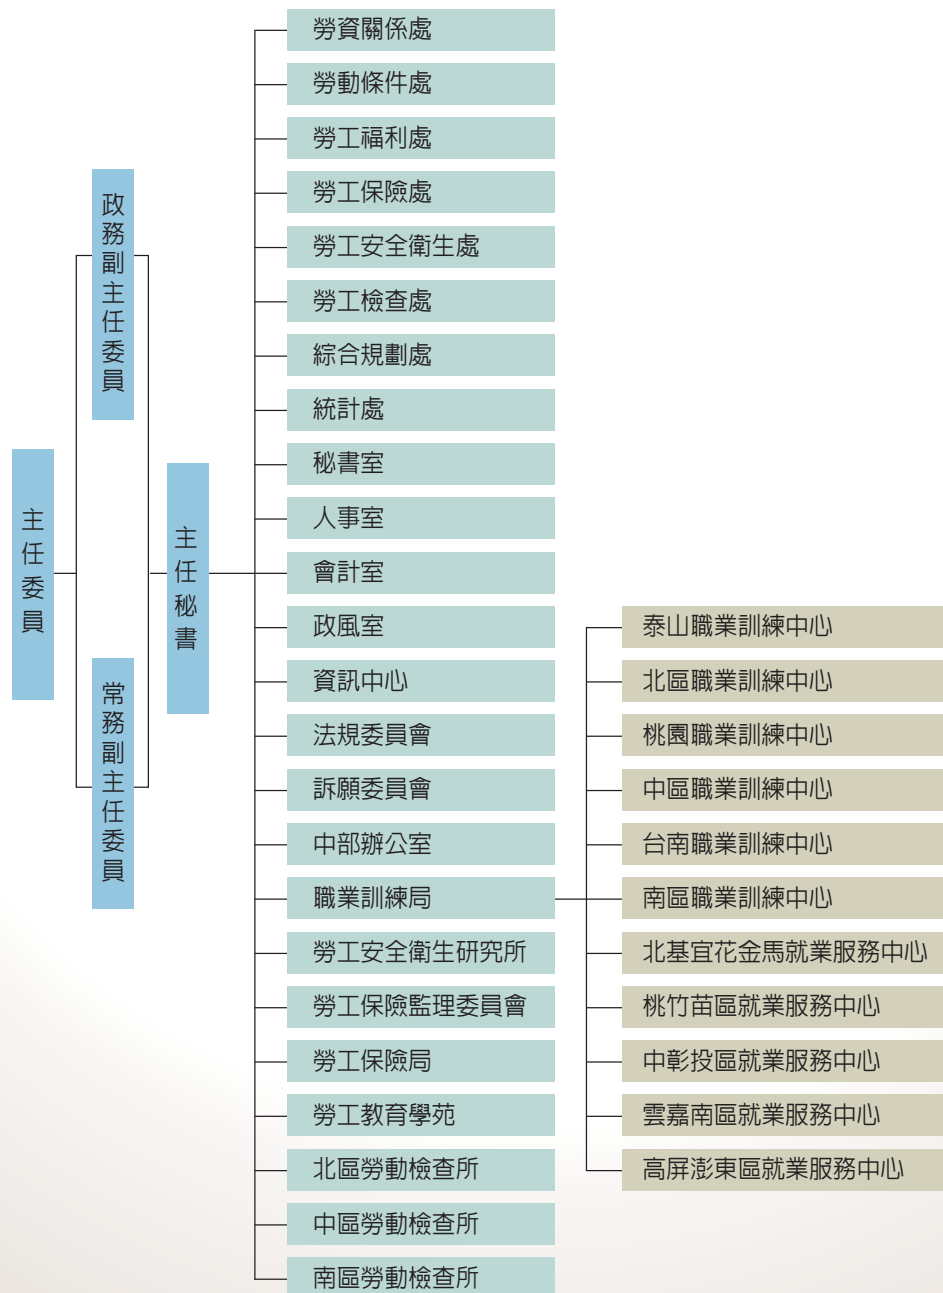 主任委員
政務副主任委員
常務副主任委員
主任秘書
勞資關係處
勞動條件處
勞工福利處
勞工保險處
勞工安全衛生處
勞工檢查處
綜合規劃處
統計處
秘書室
人事室
會計室
政風室
資訊中心
法規委員會
訴願委員會
中部辦公室
職業訓練局
勞工安全衛生研究所
勞工保險監理委員會
勞工保險局
勞工教育學苑
北區勞動檢查所
中區勞動檢查所
南區勞動檢查所
泰山職業訓練中心
北區職業訓練中心
桃園職業訓練中心
中區職業訓練中心
台南職業訓練中心
南區職業訓練中心
北基宜花金馬就業服務中心
桃竹苗區就業服務中心
中彰投區就業服務中心
雲嘉南區就業服務中心
高屏澎東區就業服務中心